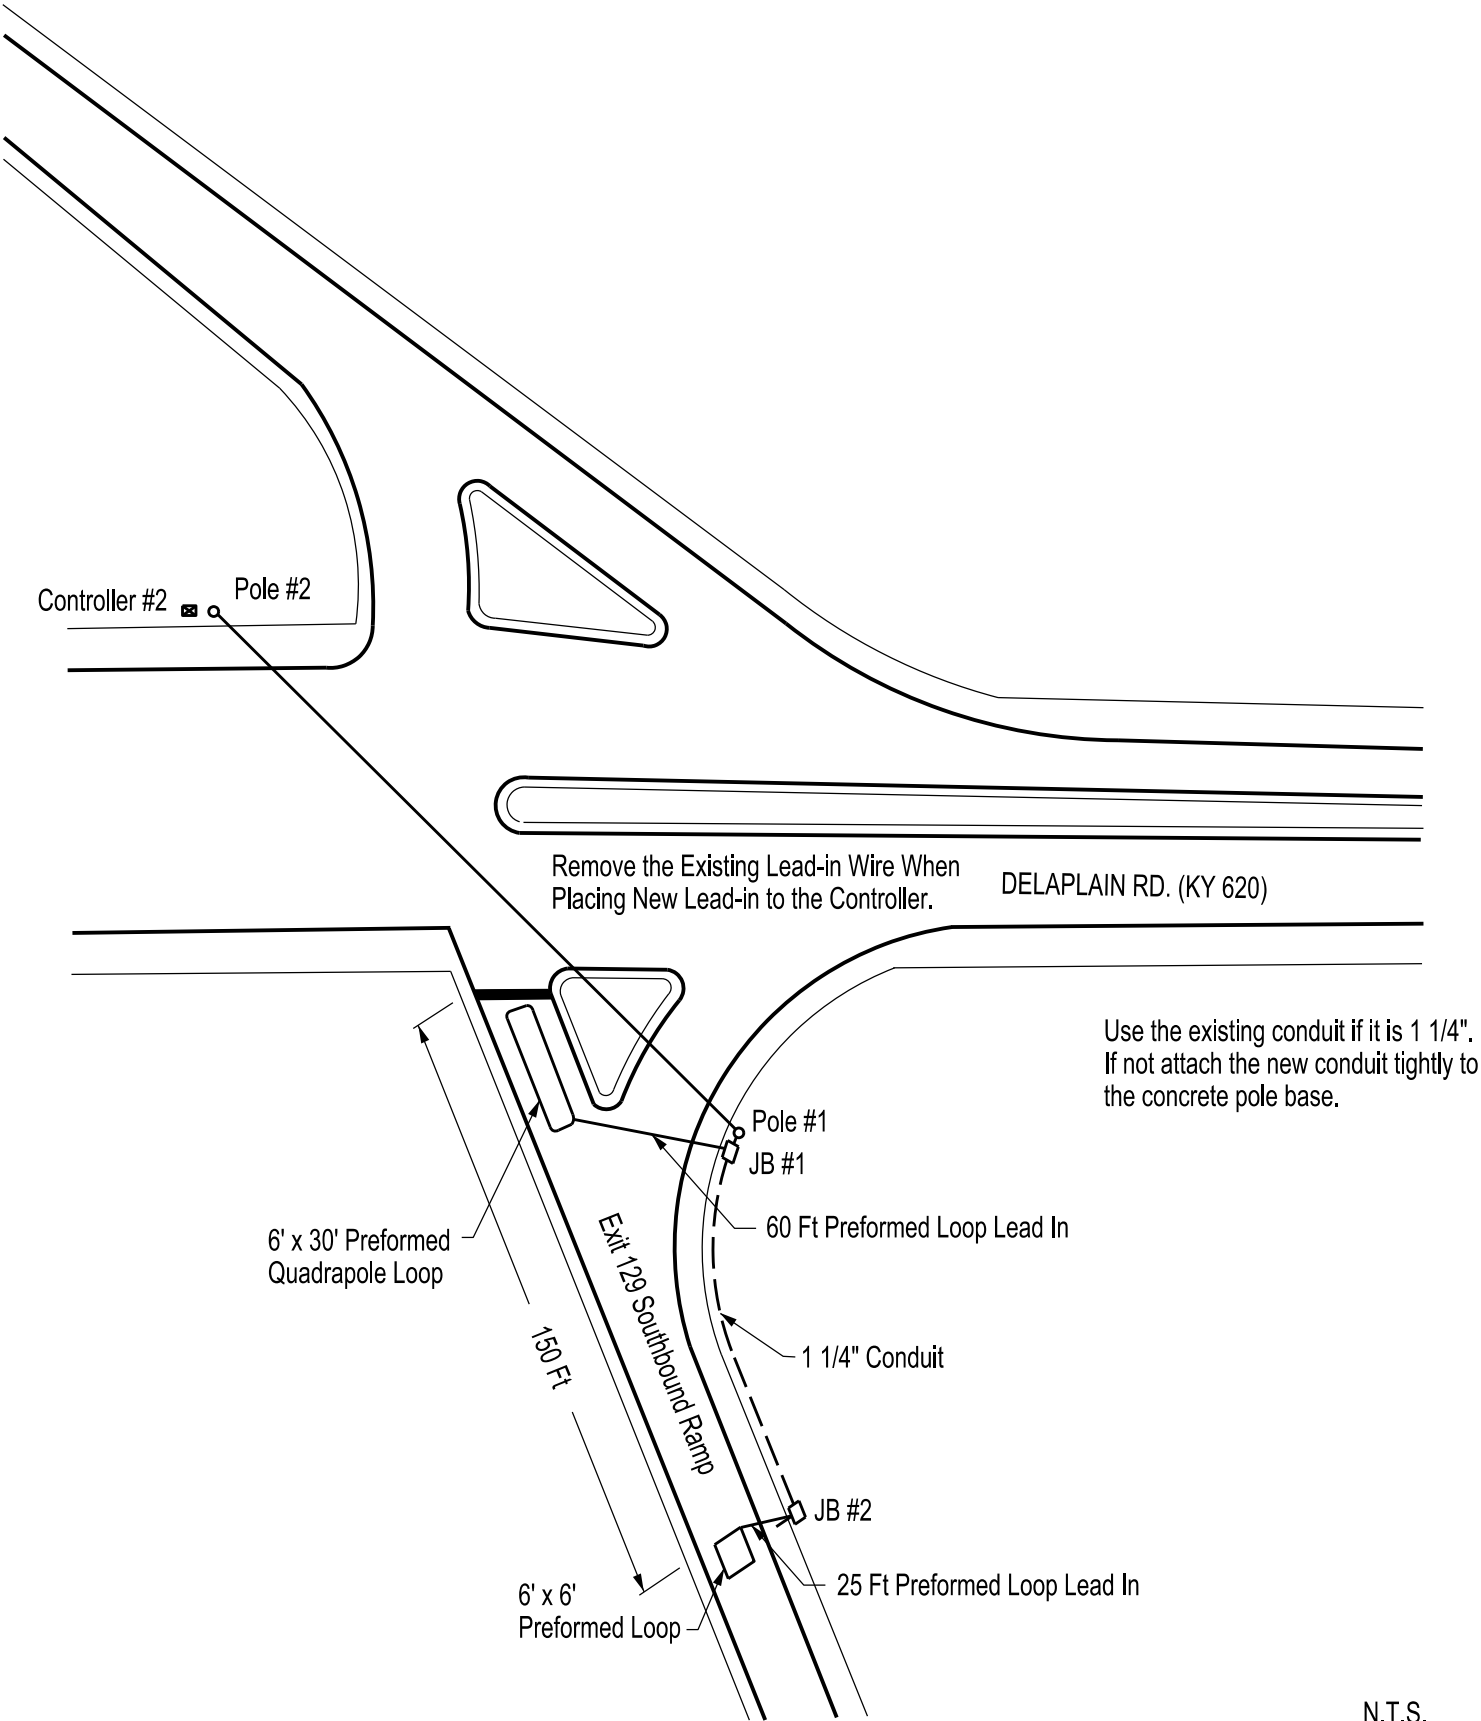 Controller #2
Pole #2
Remove the Existing Lead-in Wire When
Placing New Lead-in to the Controller.
DELAPLAIN RD. (KY 620)
Use the existing conduit if it is 1 1/4".
If not attach the new conduit tightly to
the concrete pole base.
Pole #1
JB #1
60 Ft Preformed Loop Lead In
6' x 30' Preformed
Quadrapole Loop
Exit 129 Southbound Ramp
150 Ft
1 1/4" Conduit
JB #2
25 Ft Preformed Loop Lead In
6' x 6'
Preformed Loop
N.T.S.